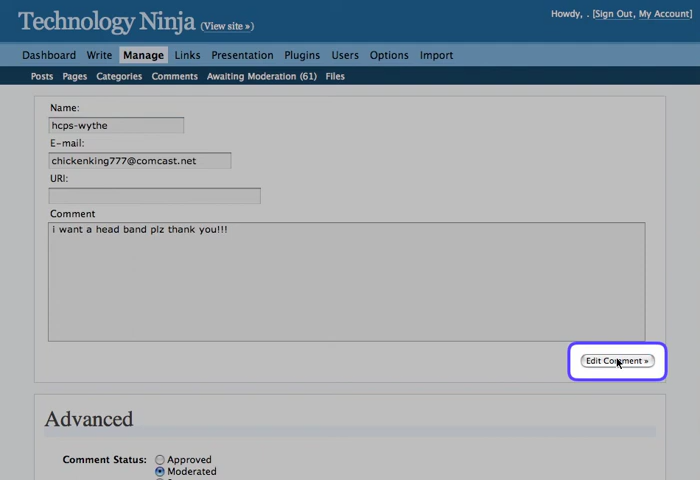 Technology Ninja (View site »)
Howdy, . [Sign Out, My Account]
Dashboard Write Manage Links Presentation Plugins Users Options Import
Posts Pages Categories Comments Awaiting Moderation (61) Files
Name:
hcps-wythe
E-mail:
chickenking777@comcast.net
URI:
Comment
i want a head band plz thank you!!!
Edit Comment »
Advanced
Comment Status: Approved
Moderated